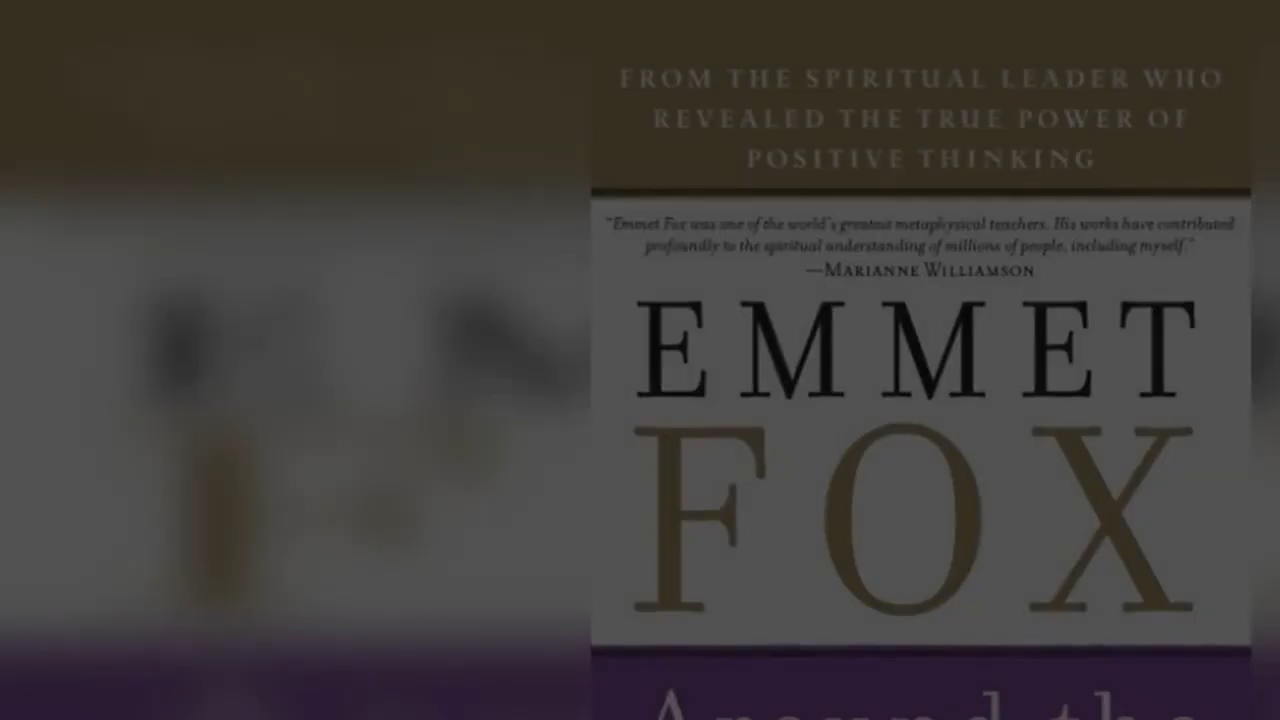 FROM THE SPIRITUAL LEADER WHO
REVEALED THE TRUE POWER OF
POSITIVE THINKING
"Emmet Fox was one of the world's greatest metaphysical teachers. His works have contributed
profoundly to the spiritual understanding of millions of people, including myself."
—MARIANNE WILLIAMSON
EMMET
FOX
Around the